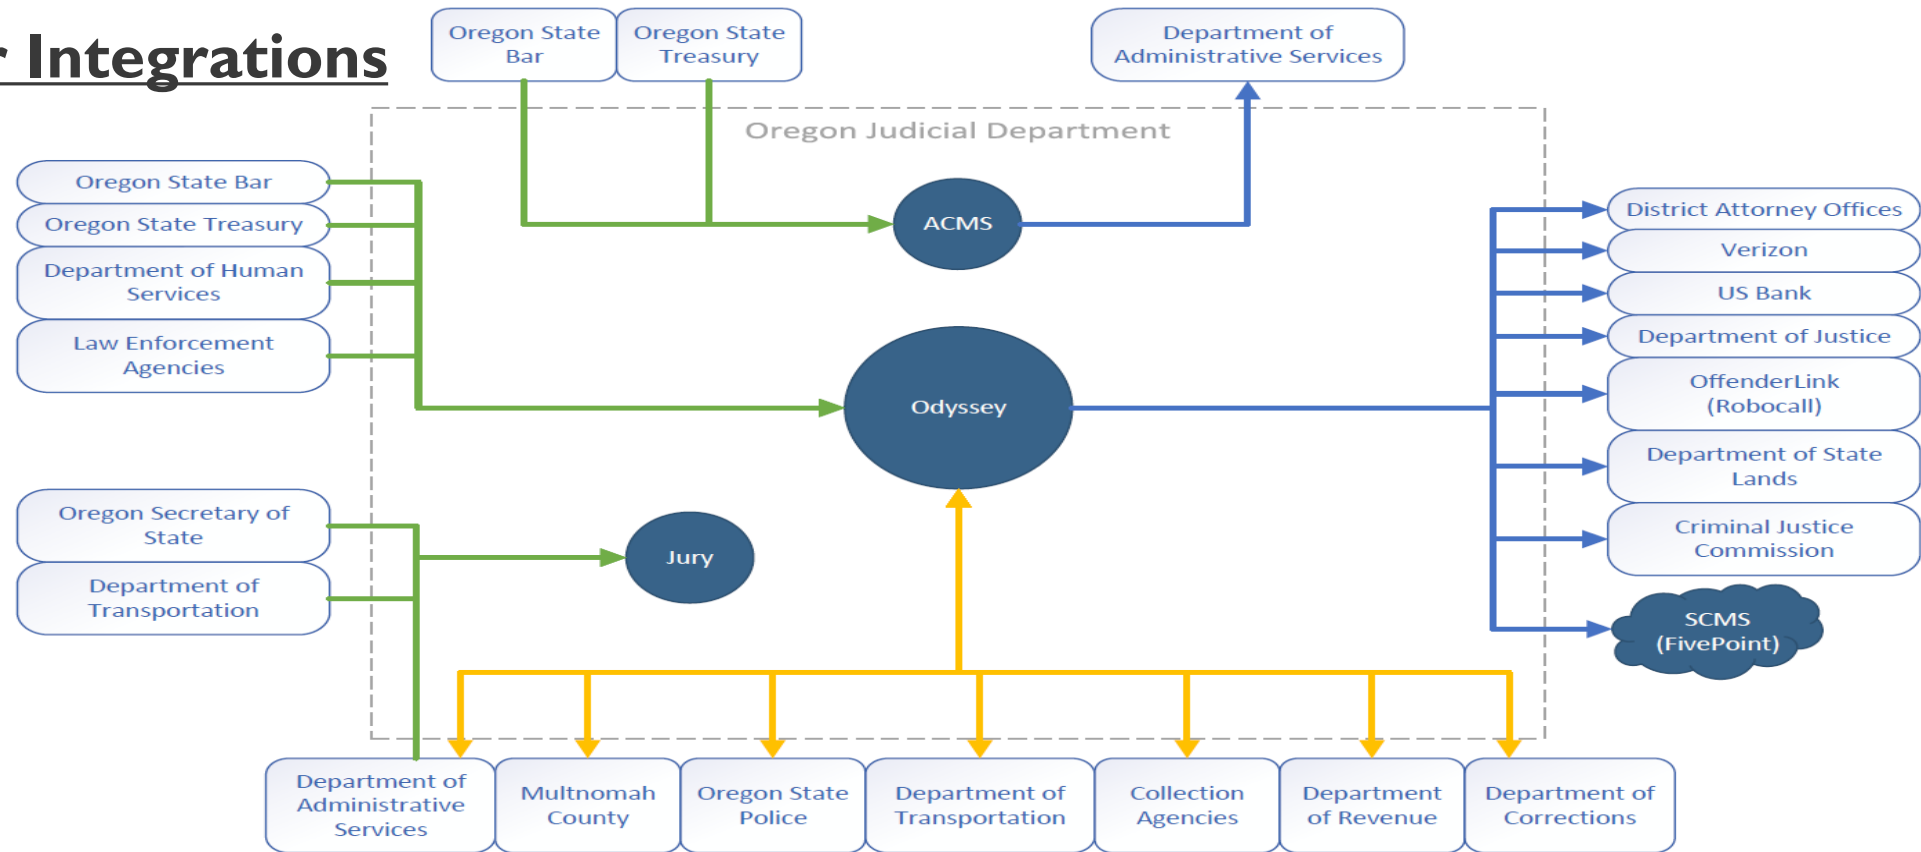 r Integrations
Oregon State
Bar
Oregon State
Treasury
Department of
Administrative Services
Oregon Judicial Department
Oregon State Bar
Oregon State Treasury
Department of Human
Services
Law Enforcement
Agencies
ACMS
Odyssey
District Attorney Offices
Verizon
US Bank
Department of Justice
OffenderLink
(Robocall)
Department of State
Lands
Criminal Justice
Commission
SCMS
(FivePoint)
Oregon Secretary of
State
Department of
Transportation
Jury
Department of
Administrative
Services
Multnomah
County
Oregon State
Police
Department of
Transportation
Collection
Agencies
Department
of Revenue
Department of
Corrections